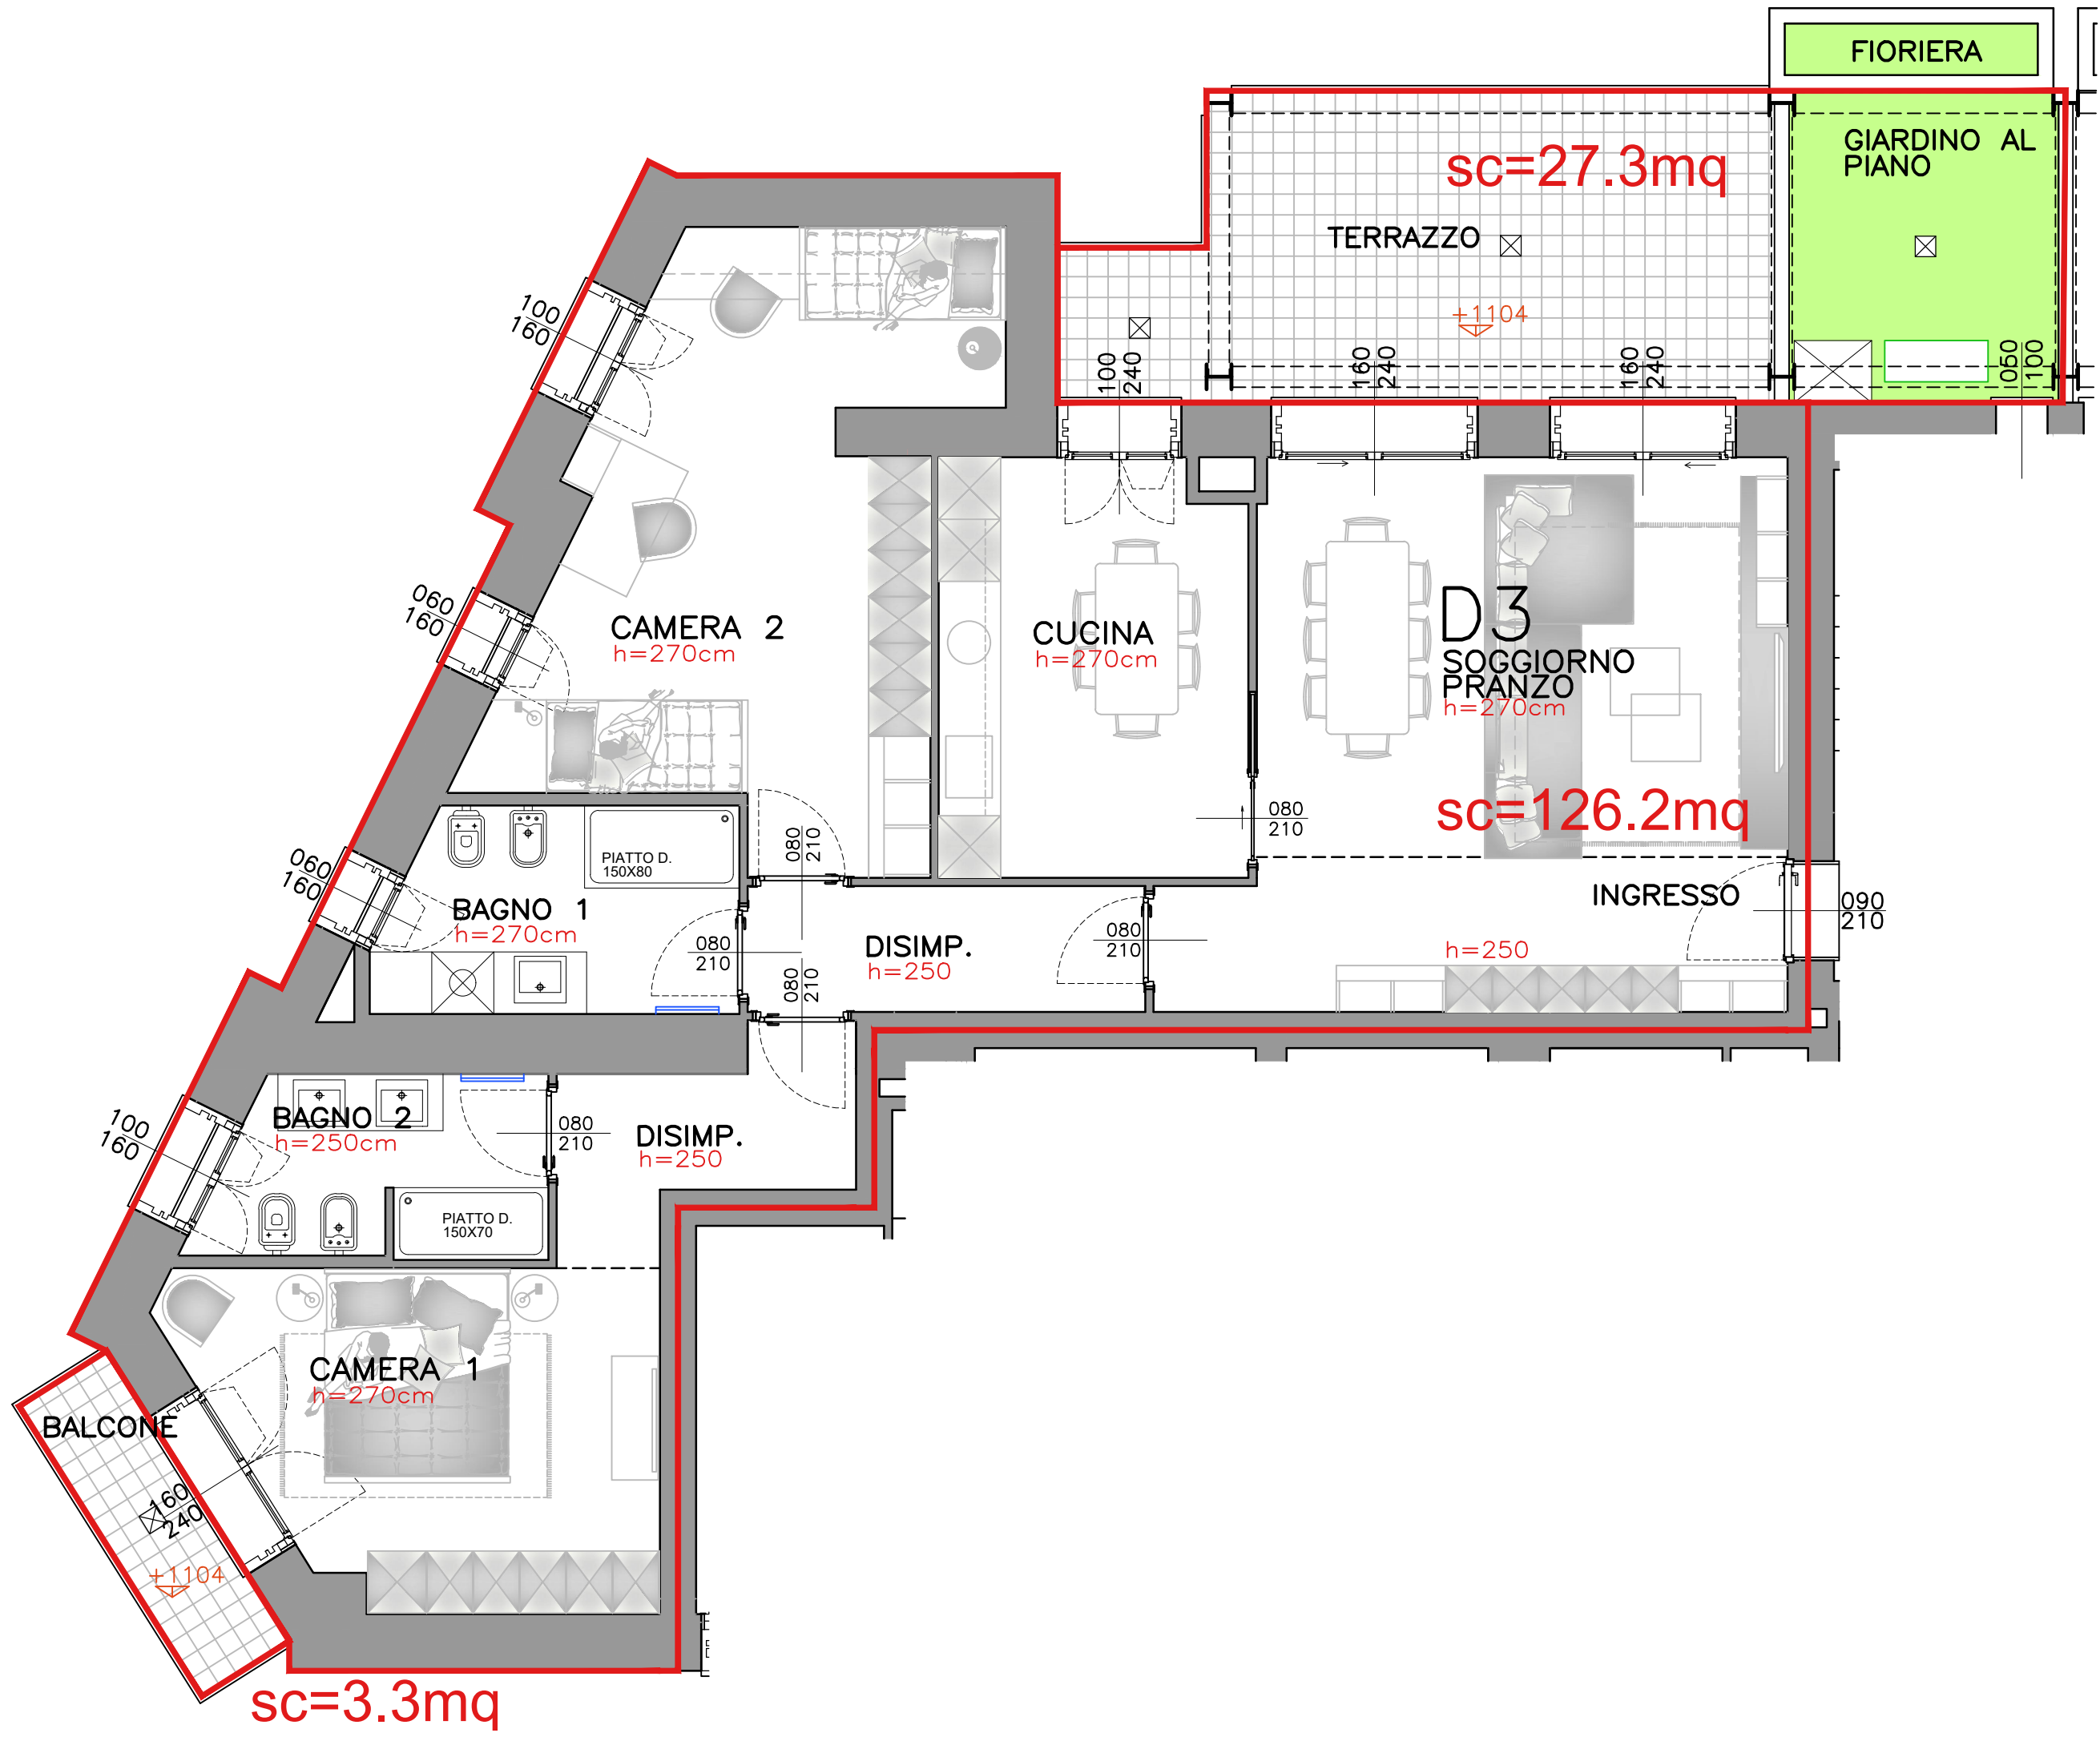 FIORIERA
GIARDINO AL
PIANO
sc=27.3mq
TERRAZZO
+1104
100
160
100
240
160
240
160
240
060
100
060
160
CAMERA 2
h=270cm
CUCINA
h=270cm
D3
SOGGIORNO
PRANZO
h=270cm
sc=126.2mq
080
210
080
210
PIATTO D.
150X80
060
160
BAGNO 1
h=270cm
080
210
DISIMP.
h=250
080
210
080
210
INGRESSO
090
210
h=250
100
160
BAGNO 2
h=250cm
080
210
DISIMP.
h=250
PIATTO D.
150X70
CAMERA 1
h=270cm
BALCONE
160
240
+1104
sc=3.3mq